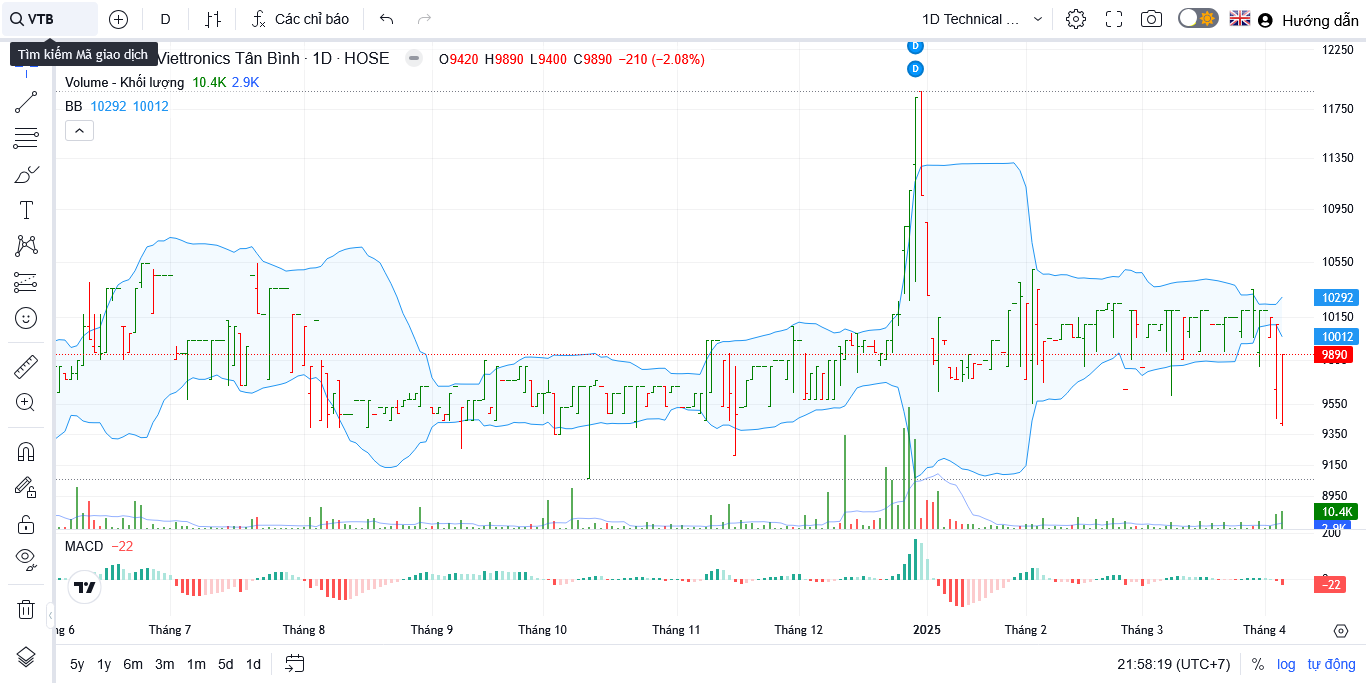 VTB
D
Các chỉ báo
1D Technical ...
Hướng dẫn
Tìm kiếm Mã giao dịch
Viettronics Tân Bình · 1D · HOSE
O9420 H9890 L9400 C9890 −210 (−2.08%)
D
D
Volume - Khối lượng 10.4K 2.9K
BB 10292 10012
12250
11750
11350
10950
10550
10292
10150
10012
9890
9550
9350
9150
8950
10.4K
2.9K
200
MACD −22
−22
ng 6
Tháng 7
Tháng 8
Tháng 9
Tháng 10
Tháng 11
Tháng 12
2025
Tháng 2
Tháng 3
Tháng 4
5y 1y 6m 3m 1m 5d 1d
21:58:19 (UTC+7) % log tự động